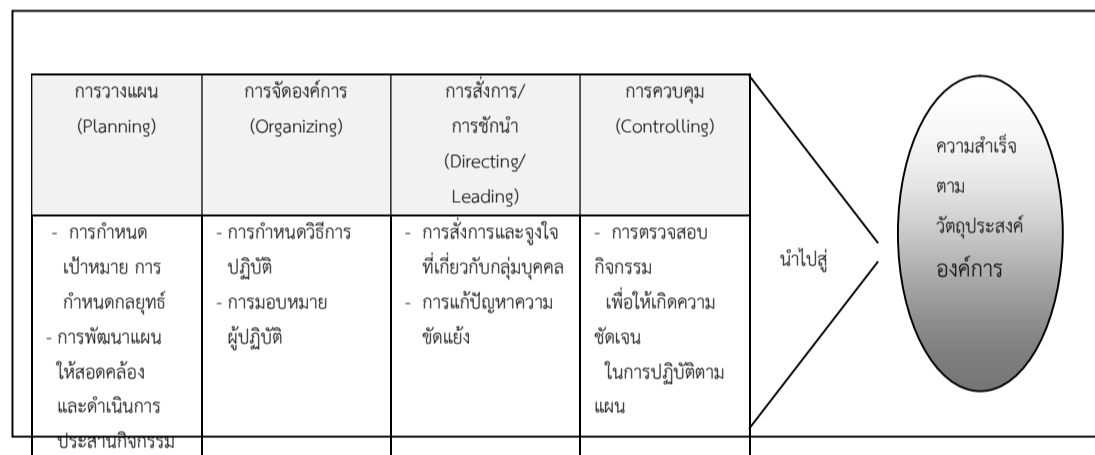 การวางแผน
(Planning)
การจัดองค์การ
(Organizing)
การสั่งการ/
การชักนำ
(Directing/
Leading)
การควบคุม
(Controlling)
- การกำหนด
เป้าหมาย การ
กำหนดกลยุทธ์
- การพัฒนาแผน
ให้สอดคล้อง
และดำเนินการ
ประสานกิจกรรม
- การกำหนดวิธีการ
ปฏิบัติ
- การมอบหมาย
ผู้ปฏิบัติ
- การสั่งการและจูงใจ
ที่เกี่ยวกับกลุ่มบุคคล
- การแก้ปัญหาความ
ขัดแย้ง
- การตรวจสอบ
กิจกรรม
เพื่อให้เกิดความ
ชัดเจน
ในการปฏิบัติตาม
แผน
นำไปสู่
ความสำเร็จ
ตาม
วัตถุประสงค์
องค์การ